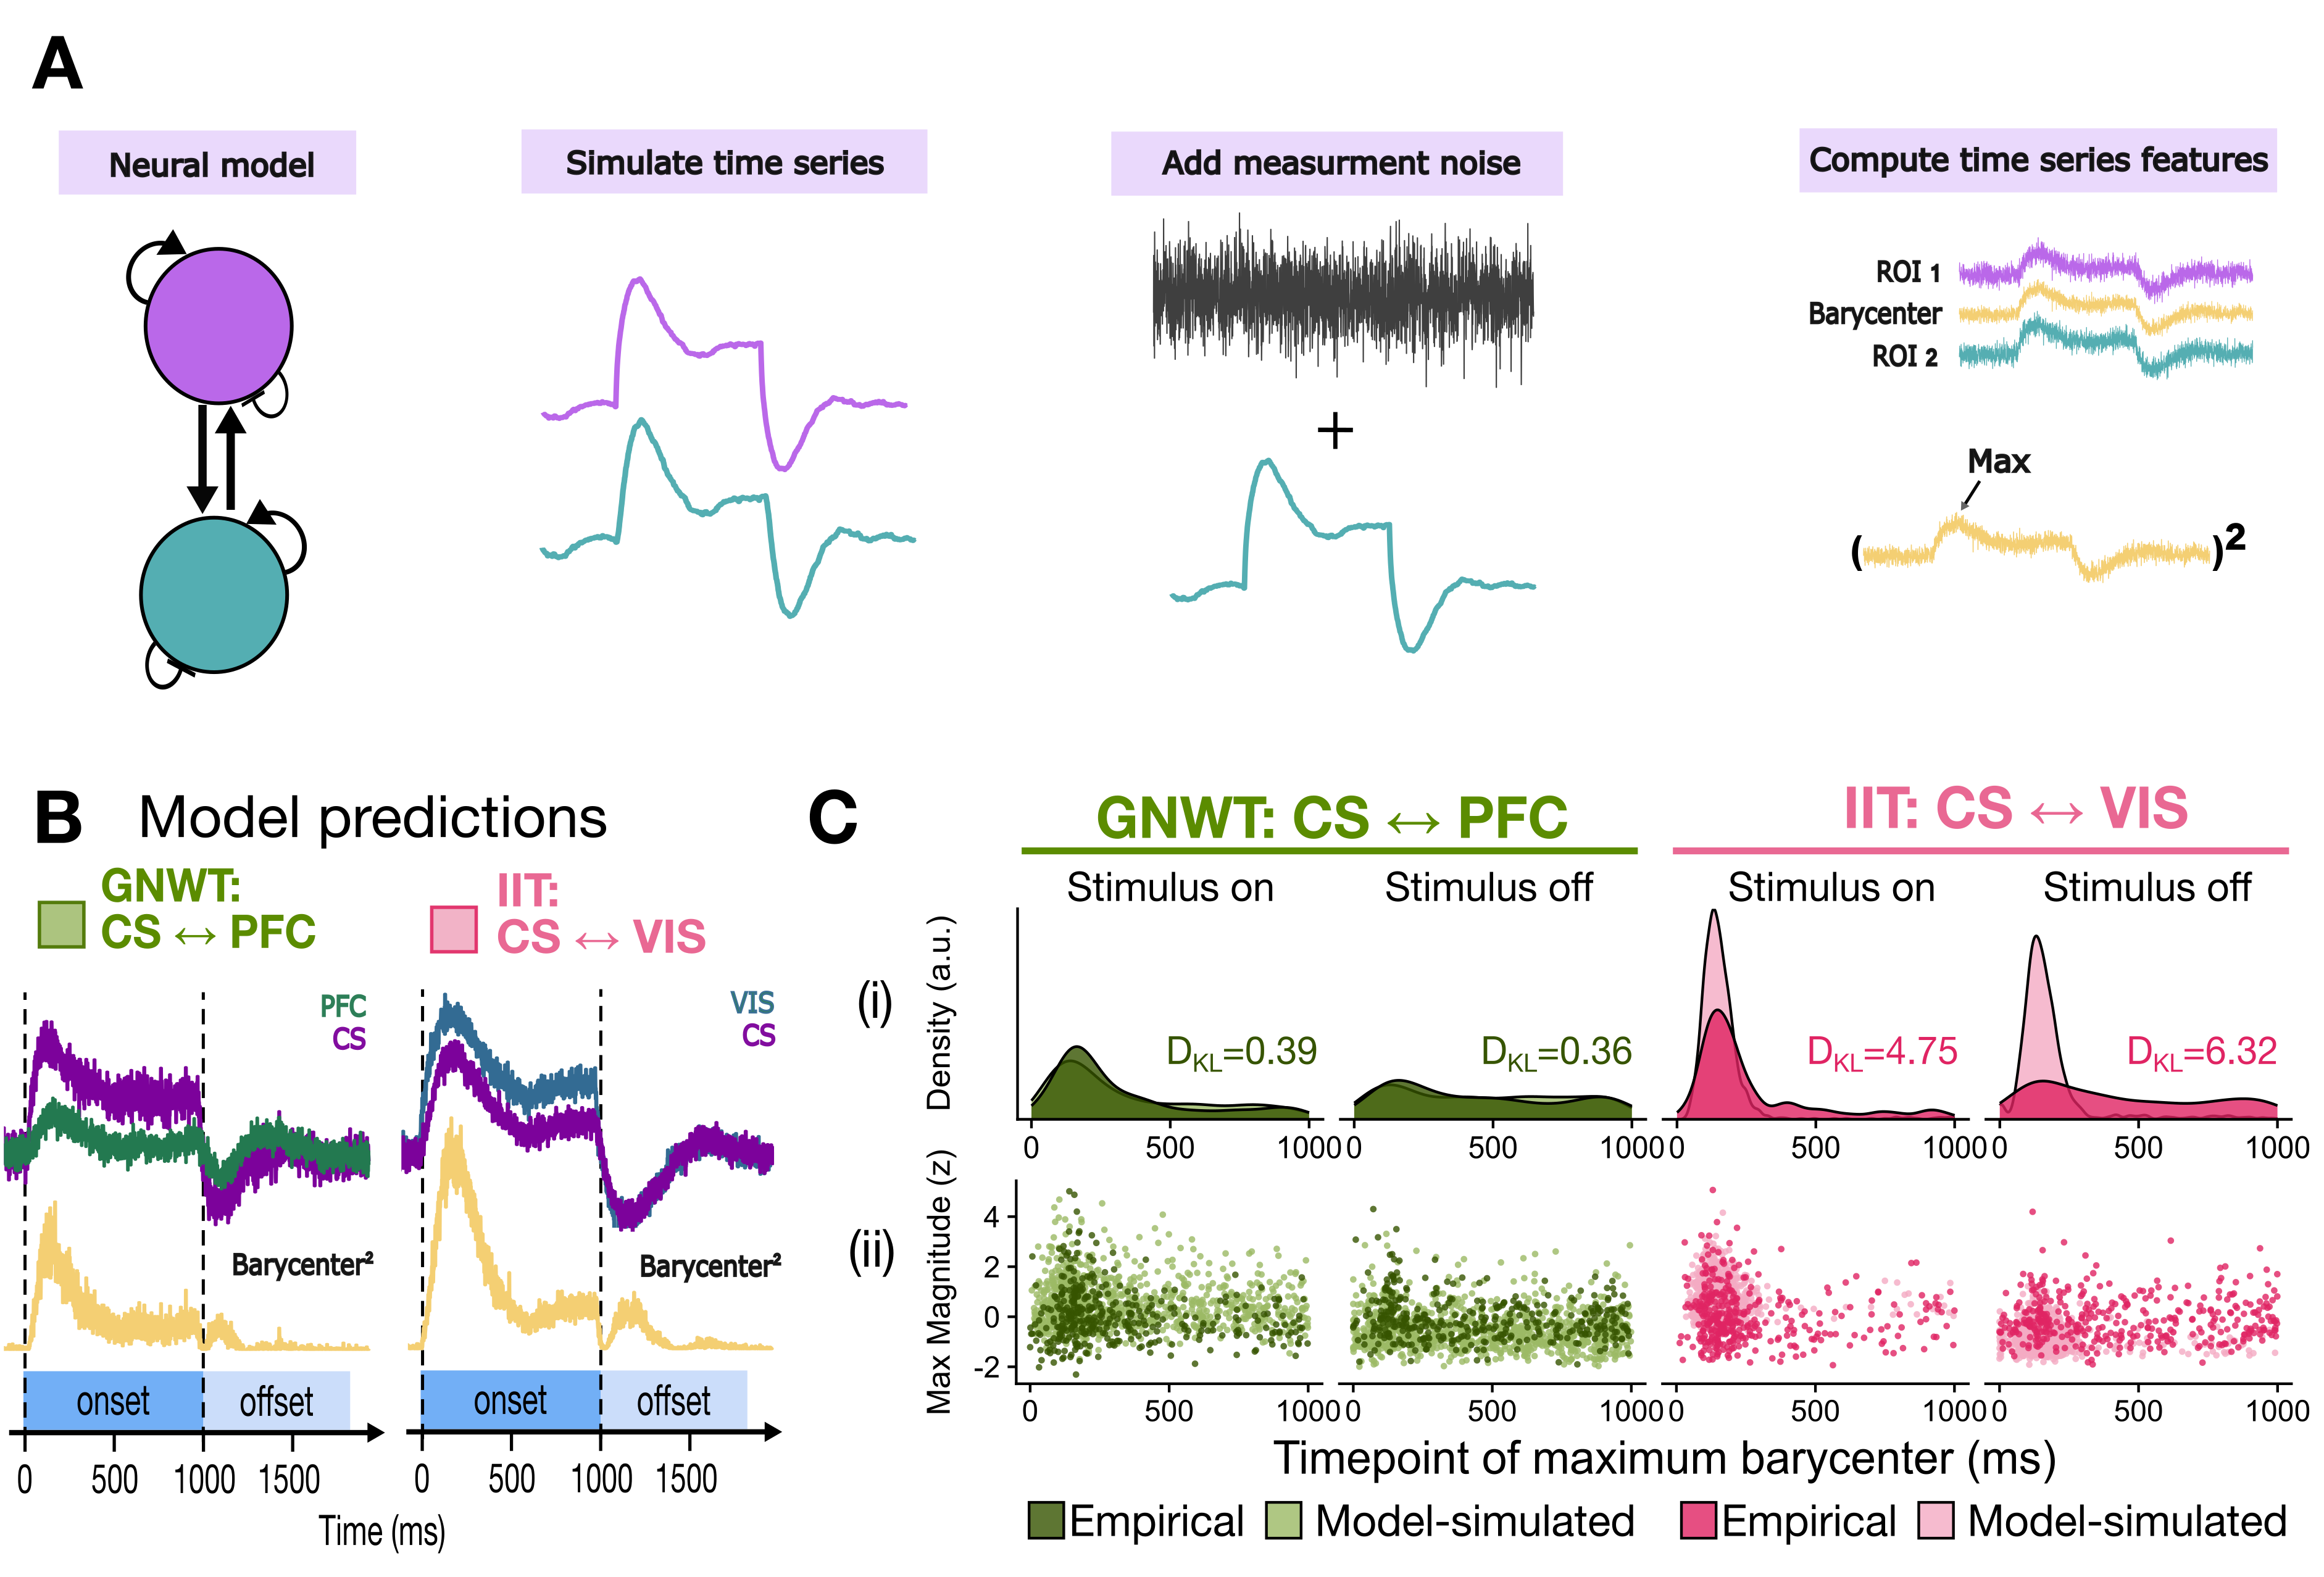 A
Neural model
Simulate time series
Add measurment noise
Compute time series features
ROI 1
Barycenter
ROI 2
+
Max
( )2
B Model predictions
GNWT:
CS ↔ PFC
IIT:
CS ↔ VIS
PFC
CS
VIS
CS
Barycenter²
Barycenter²
onset offset
onset offset
0 500 1000 1500
0 500 1000 1500
Time (ms)
C
GNWT: CS ↔ PFC
IIT: CS ↔ VIS
Stimulus on
Stimulus off
Stimulus on
Stimulus off
(i)
Density (a.u.)
DKL=0.39
DKL=0.36
DKL=4.75
DKL=6.32
0 500 1000
0 500 1000
0 500 1000
0 500 1000
(ii)
Max Magnitude (z)
4
2
0
-2
0 500 1000
0 500 1000
0 500 1000
0 500 1000
Timepoint of maximum barycenter (ms)
Empirical Model-simulated
Empirical Model-simulated